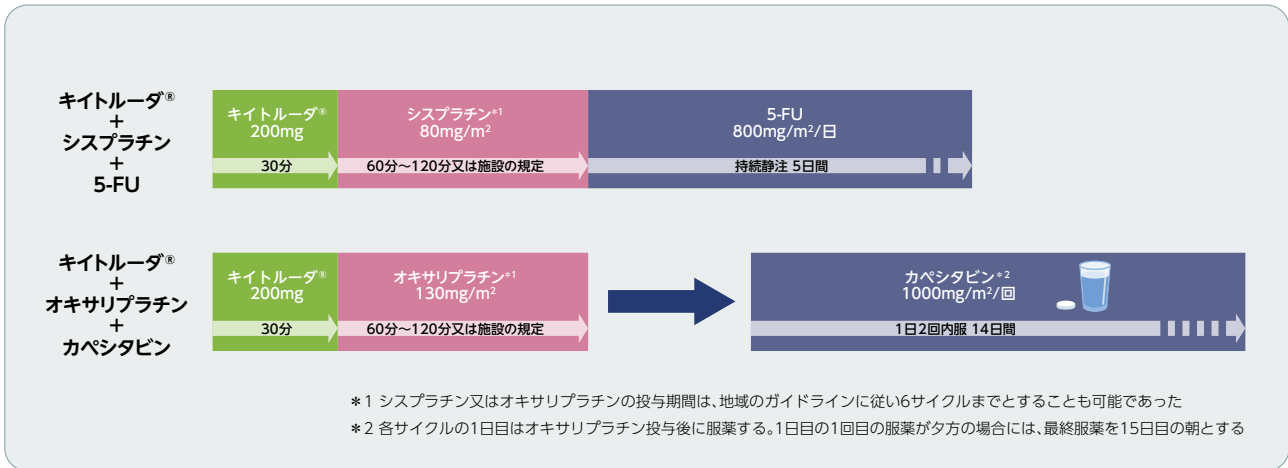 キイトルーダ®
+
シスプラチン
+
5-FU
キイトルーダ®
200mg
30分
シスプラチン*1
80mg/m²
60分〜120分又は施設の規定
5-FU
800mg/m²/日
持続静注 5日間
キイトルーダ®
+
オキサリプラチン
+
カペシタビン
キイトルーダ®
200mg
30分
オキサリプラチン*1
130mg/m²
60分〜120分又は施設の規定
カペシタビン*2
1000mg/m²/回
1日2回内服 14日間
*1 シスプラチン又はオキサリプラチンの投与期間は、地域のガイドラインに従い6サイクルまでとすることも可能であった
*2 各サイクルの1日目はオキサリプラチン投与後に服薬する。1日目の1回目の服薬が夕方の場合には、最終服薬を15日目の朝とする